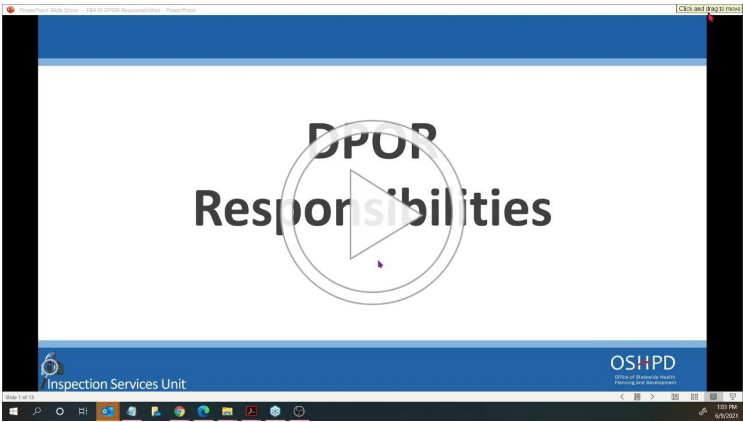 PowerPoint Slide Show - FBK10 DPOR Responsibilities - PowerPoint
Click and drag to move
DPOR
Responsibilities
Inspection Services Unit
OSHPD
Office of Statewide Health
Planning and Development
Slide 1 of 13
1:03 PM
6/9/2021